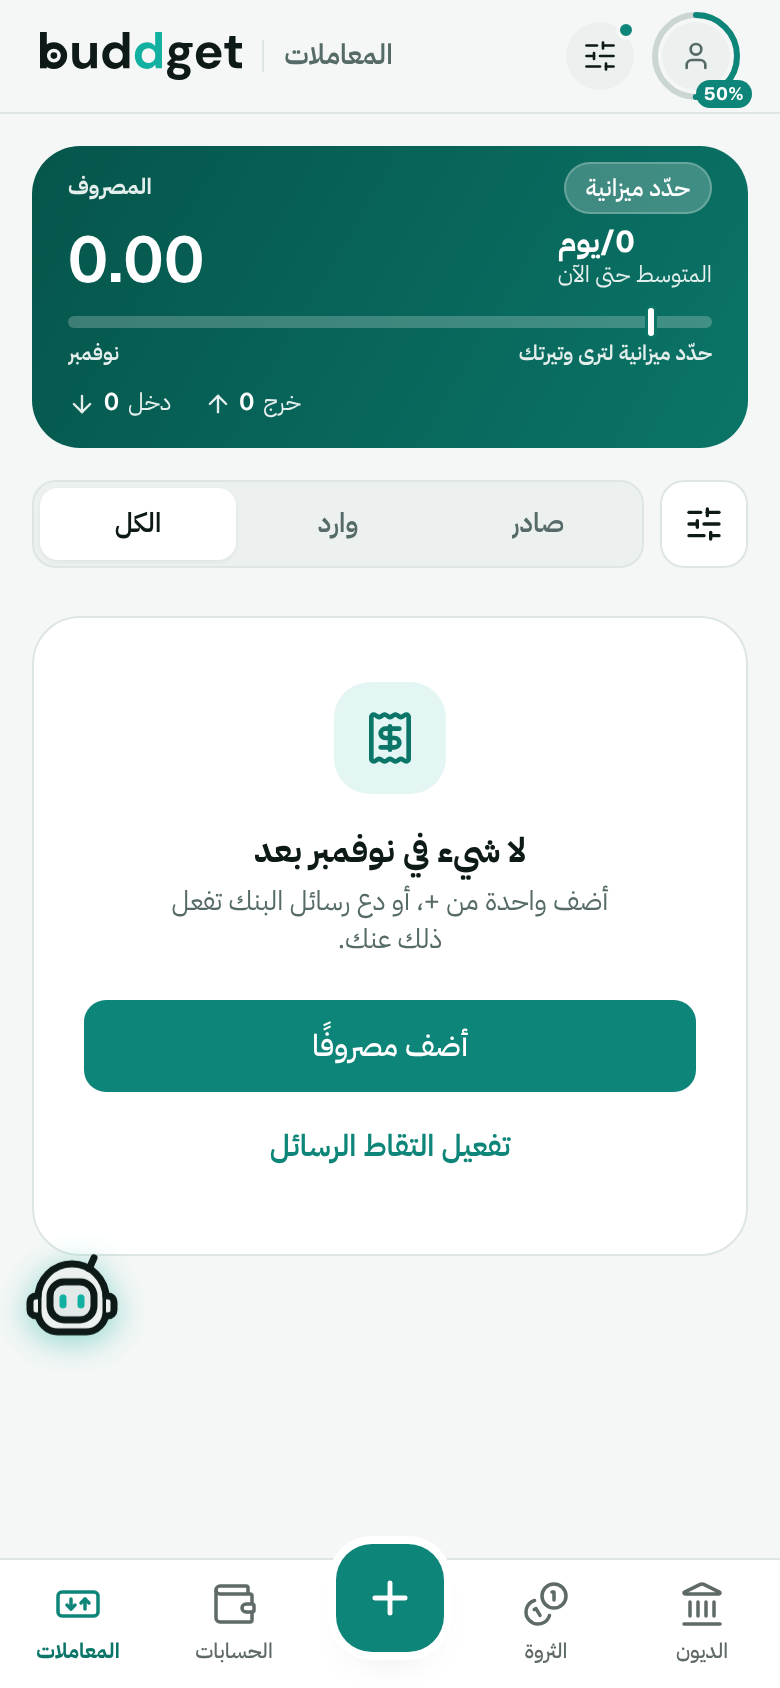 buddget
المعاملات
50%
المصروف
حدّد ميزانية
0.00
0/يوم
المتوسط حتى الآن
نوفمبر
حدّد ميزانية لترى وتيرتك
دخل 0
خرج 0
الكل
وارد
صادر
لا شيء في نوفمبر بعد
أضف واحدة من +، أو دع رسائل البنك تفعل
ذلك عنك.
أضف مصروفًا
تفعيل التقاط الرسائل
المعاملات
الحسابات
الثروة
الديون